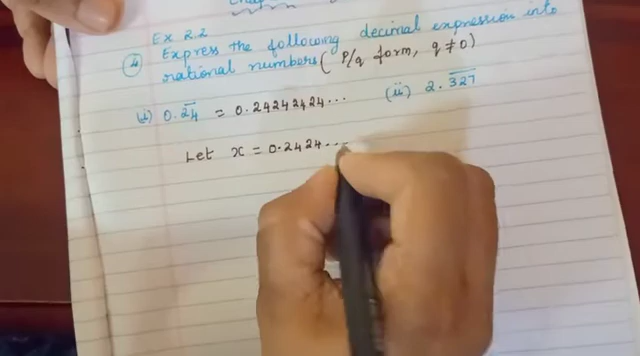 Ex 2.2
④ Express the following decimal expression into
rational numbers ( P/q form, q ≠ 0)
(i) 0.2̅4̅ = 0.24242424... (ii) 2.3̅2̅7̅
Let x = 0.2424...